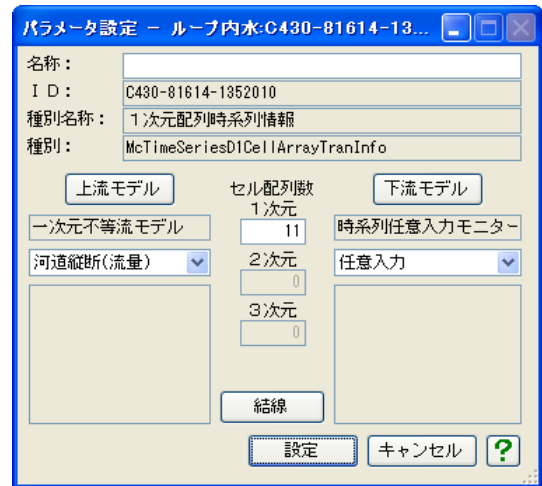 パラメータ設定 － ループ内水:C430-81614-13...
名称：
ＩＤ：
C430-81614-1352010
種別名称：
１次元配列時系列情報
種別：
McTimeSeriesD1CellArrayTranInfo
上流モデル
セル配列数
下流モデル
１次元
一次元不等流モデル
11
時系列任意入力モニター
河道縦断(流量)
２次元
任意入力
0
３次元
0
結線
設定
キャンセル
?